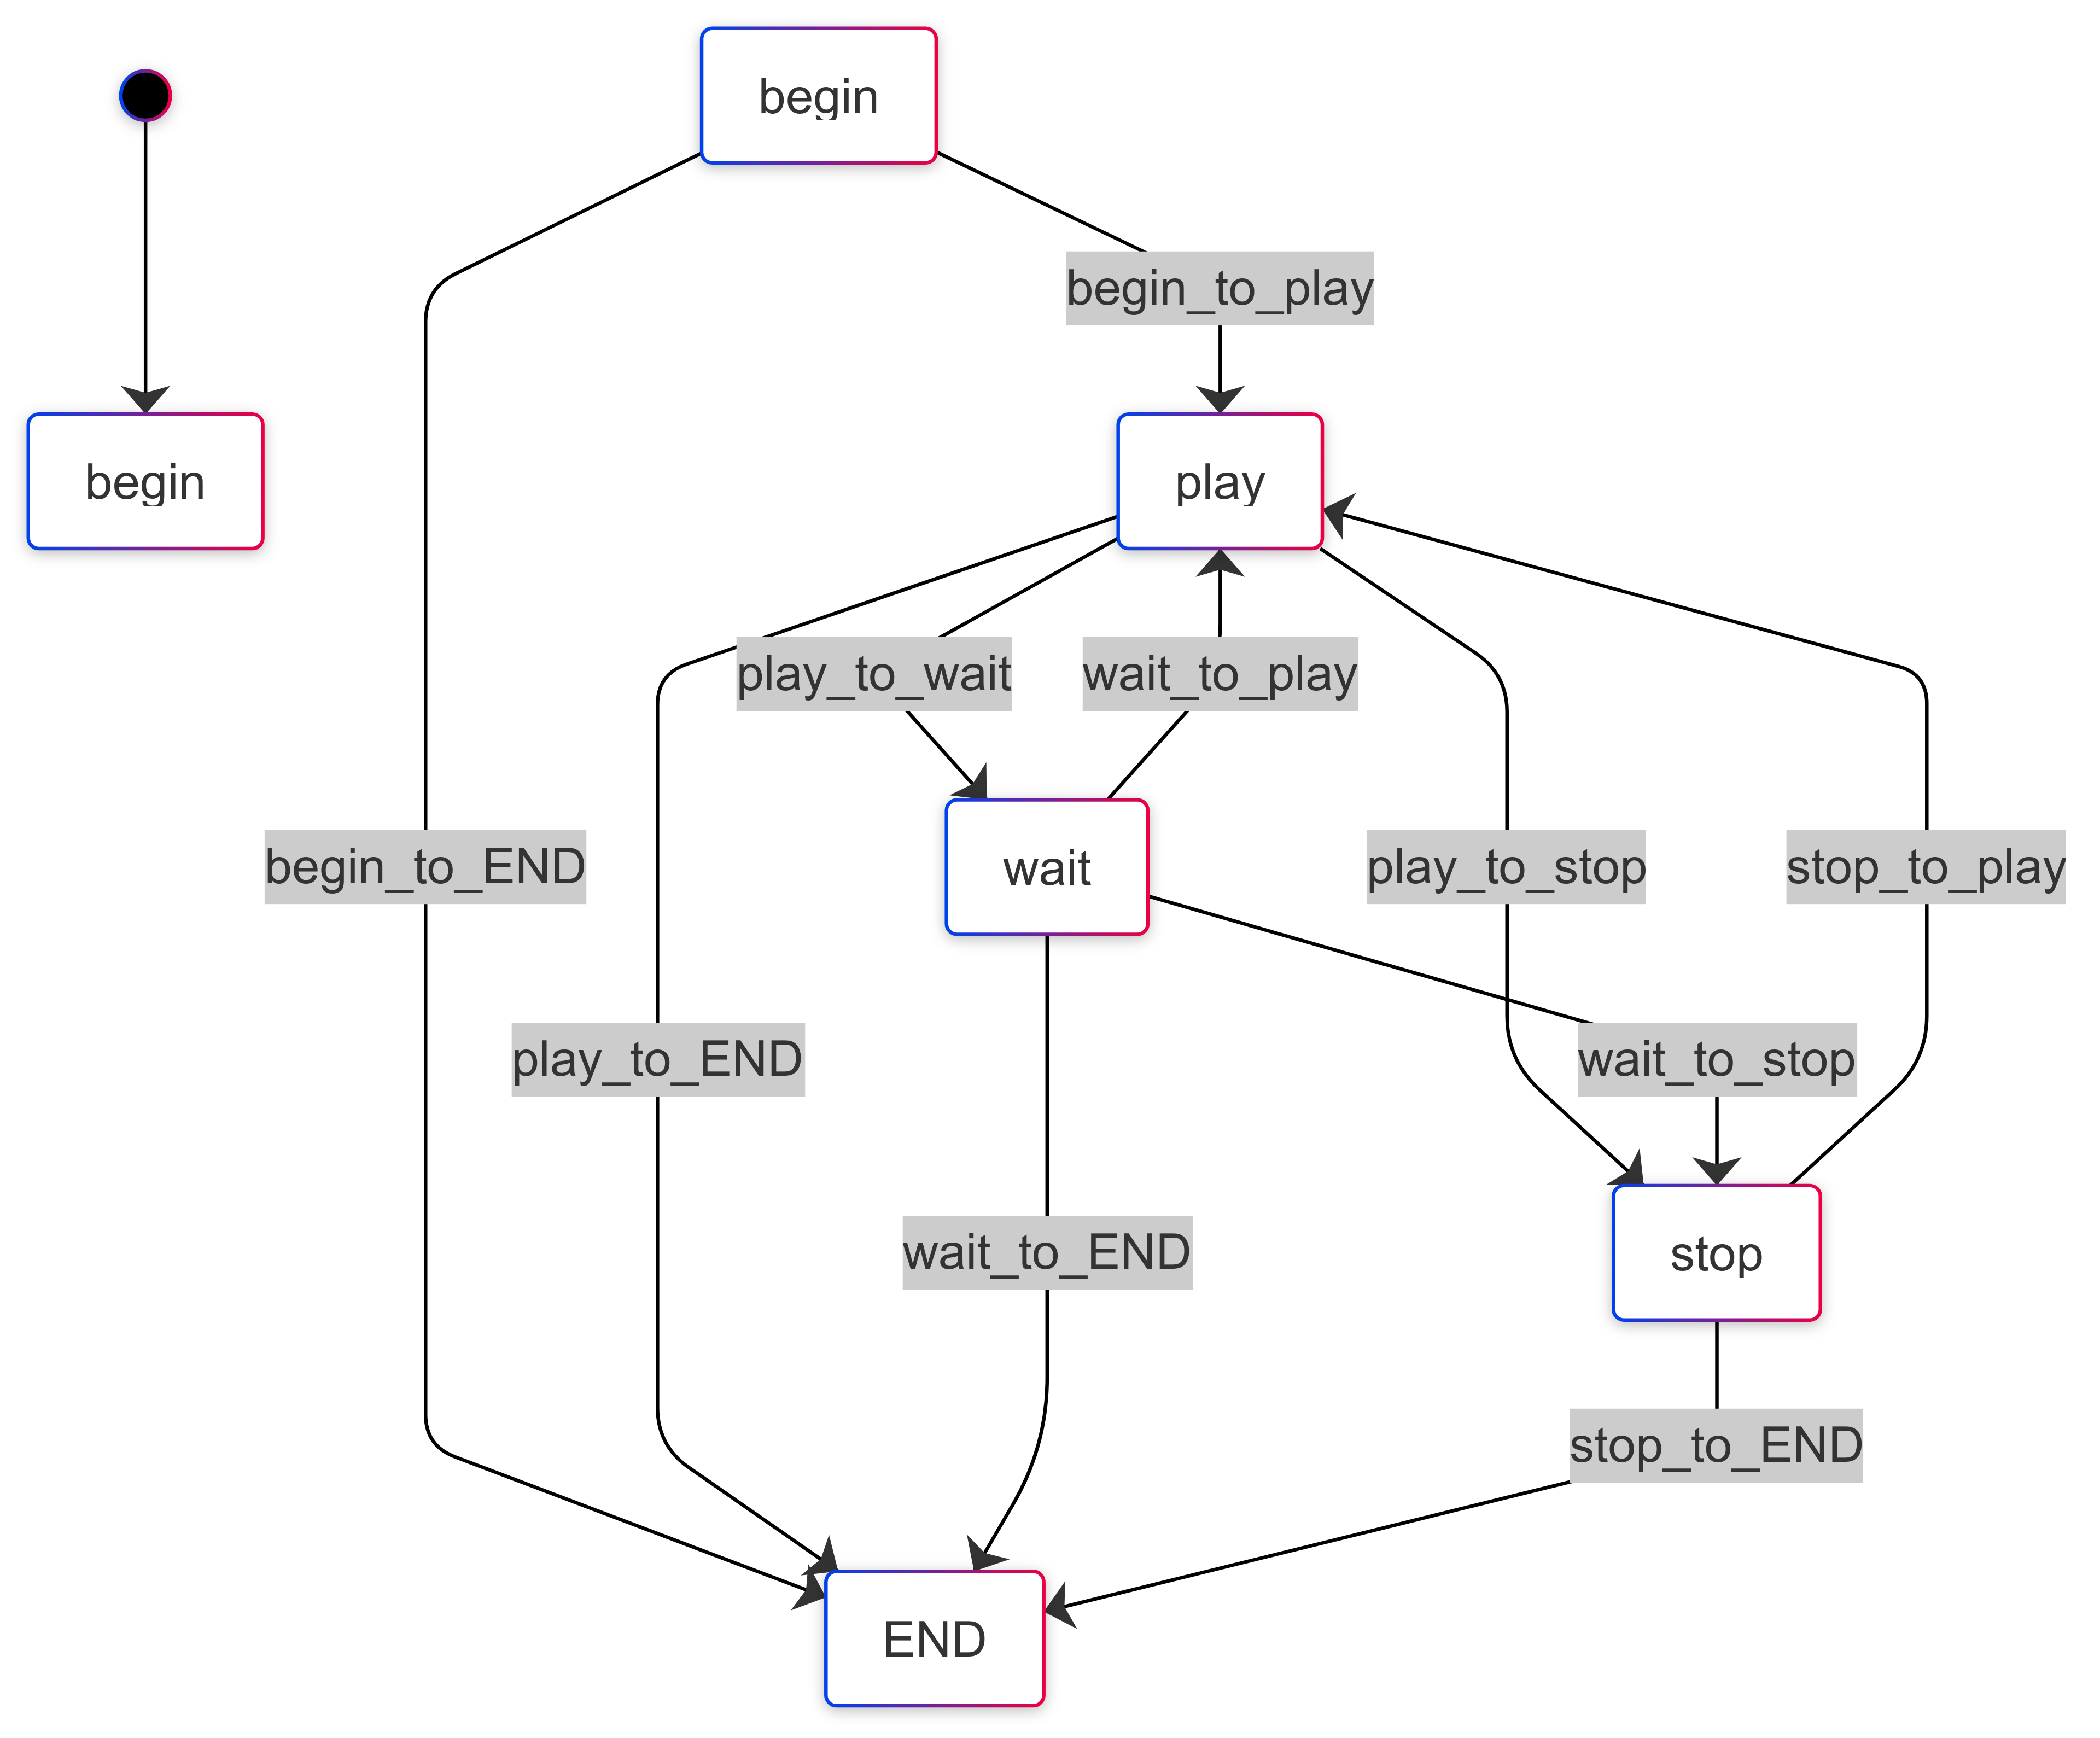 begin
begin_to_play
begin
play
play_to_wait
wait_to_play
begin_to_END
wait
play_to_stop
stop_to_play
play_to_END
wait_to_stop
wait_to_END
stop
stop_to_END
END